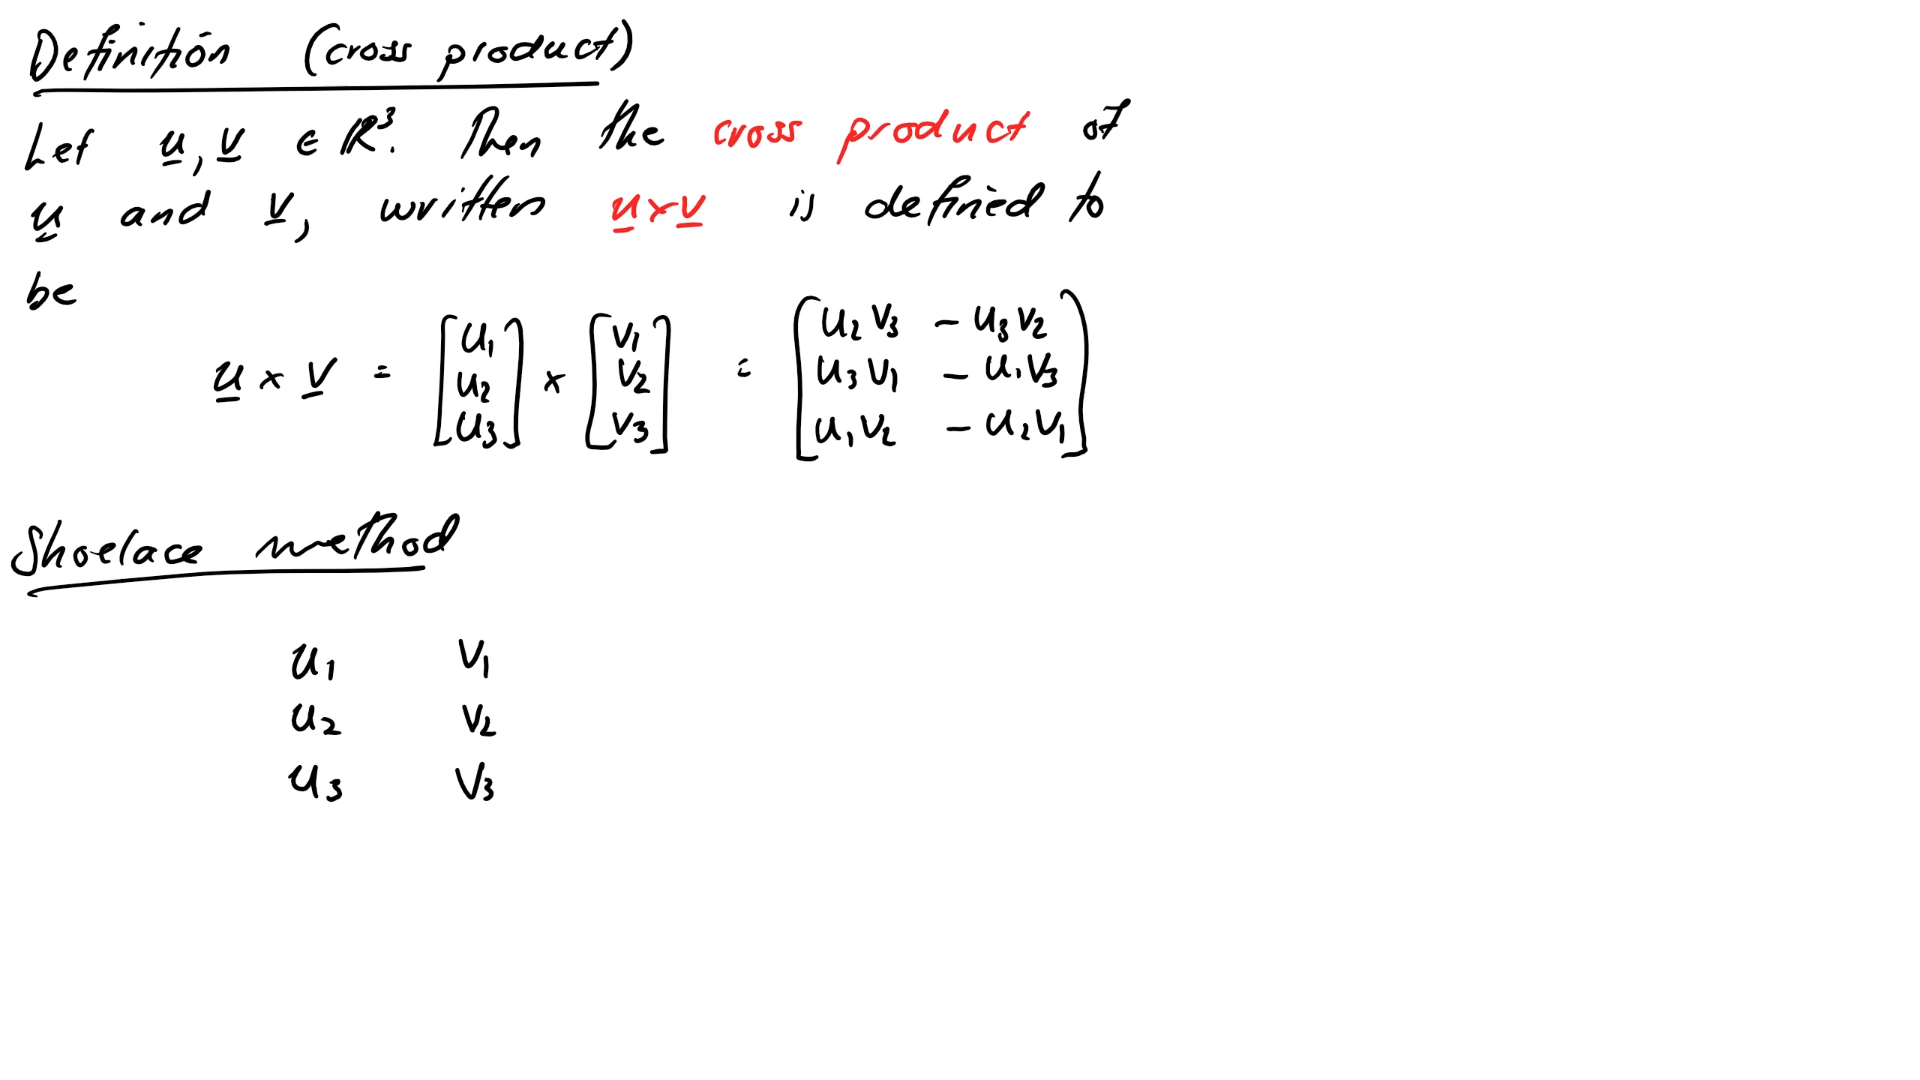 Definition (cross product)
Let u, v ∈ ℝ³. Then the cross product of
u and v, written u×v is defined to
be
u × v = [u₁ u₂ u₃] × [v₁ v₂ v₃] = [u₂v₃ - u₃v₂ u₃v₁ - u₁v₃ u₁v₂ - u₂v₁]
Shoelace method
u₁ v₁
u₂ v₂
u₃ v₃